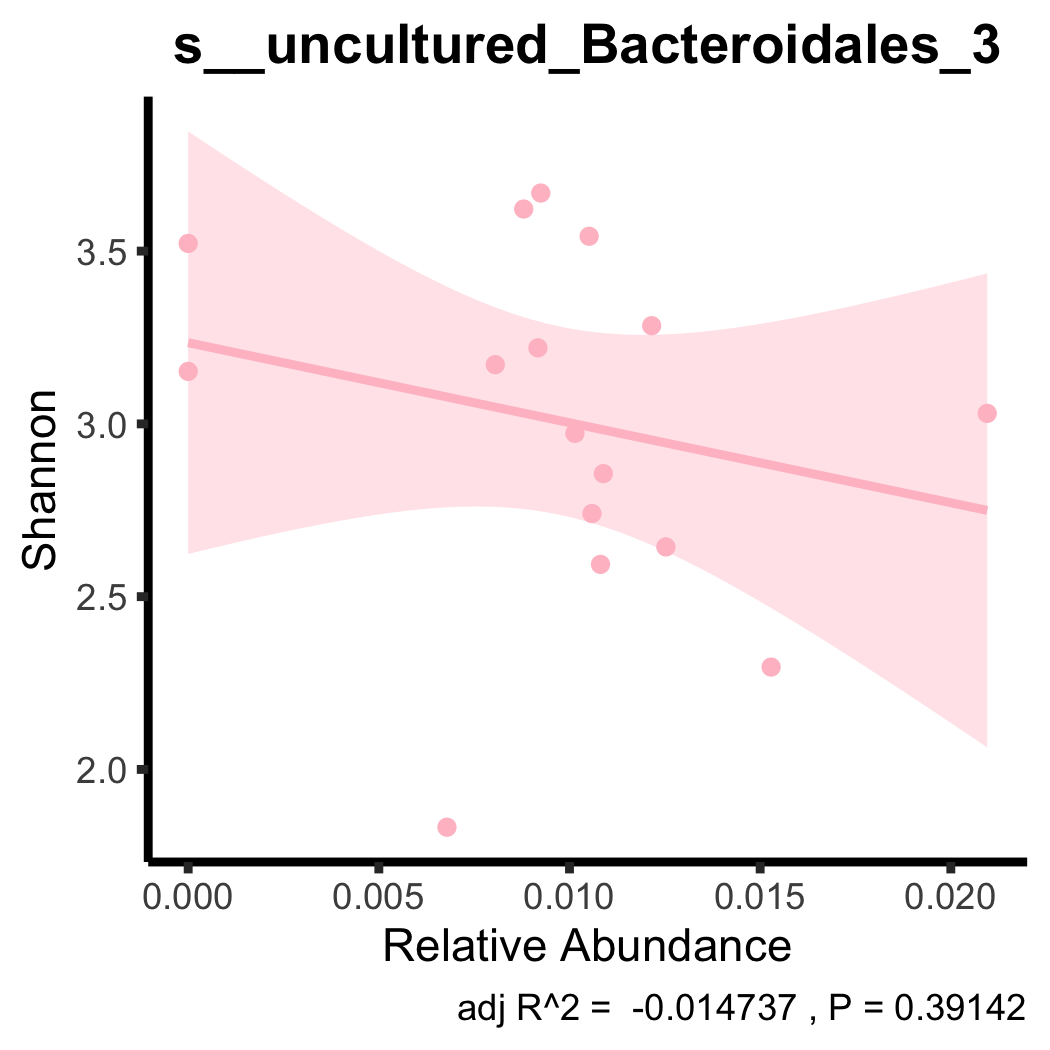 s__uncultured_Bacteroidales_3
Shannon
3.5
3.0
2.5
2.0
0.000 0.005 0.010 0.015 0.020
Relative Abundance
adj R^2 =  -0.014737 , P = 0.39142